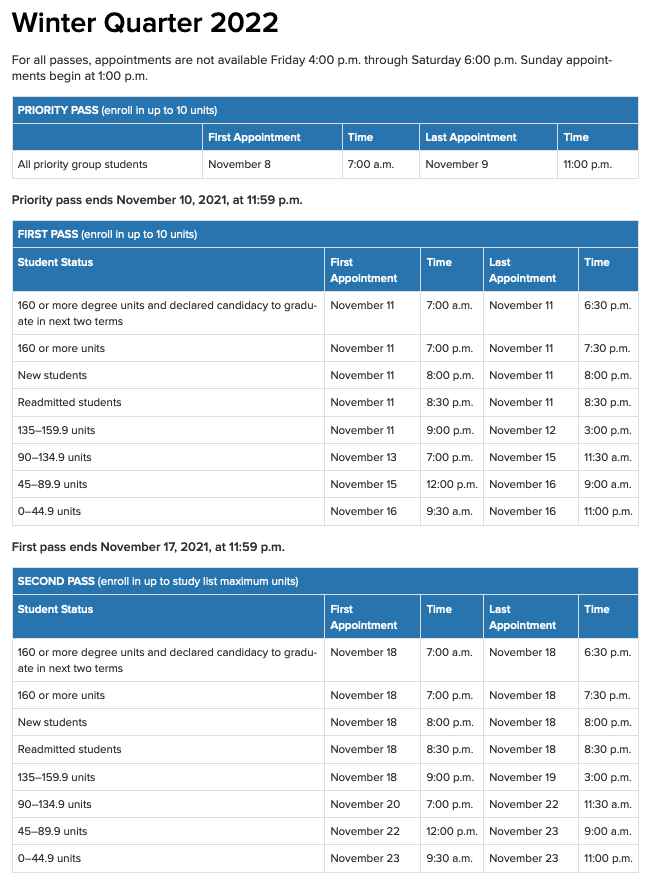 Winter Quarter 2022
For all passes, appointments are not available Friday 4:00 p.m. through Saturday 6:00 p.m. Sunday appoint-
ments begin at 1:00 p.m.
PRIORITY PASS (enroll in up to 10 units)
First Appointment Time Last Appointment Time
All priority group students November 8 7:00 a.m. November 9 11:00 p.m.
Priority pass ends November 10, 2021, at 11:59 p.m.
FIRST PASS (enroll in up to 10 units)
Student Status First Time Last Time
Appointment Appointment
160 or more degree units and declared candidacy to gradu- November 11 7:00 a.m. November 11 6:30 p.m.
ate in next two terms
160 or more units November 11 7:00 p.m. November 11 7:30 p.m.
New students November 11 8:00 p.m. November 11 8:00 p.m.
Readmitted students November 11 8:30 p.m. November 11 8:30 p.m.
135–159.9 units November 11 9:00 p.m. November 12 3:00 p.m.
90–134.9 units November 13 7:00 p.m. November 15 11:30 a.m.
45–89.9 units November 15 12:00 p.m. November 16 9:00 a.m.
0–44.9 units November 16 9:30 a.m. November 16 11:00 p.m.
First pass ends November 17, 2021, at 11:59 p.m.
SECOND PASS (enroll in up to study list maximum units)
Student Status First Time Last Time
Appointment Appointment
160 or more degree units and declared candidacy to gradu- November 18 7:00 a.m. November 18 6:30 p.m.
ate in next two terms
160 or more units November 18 7:00 p.m. November 18 7:30 p.m.
New students November 18 8:00 p.m. November 18 8:00 p.m.
Readmitted students November 18 8:30 p.m. November 18 8:30 p.m.
135–159.9 units November 18 9:00 p.m. November 19 3:00 p.m.
90–134.9 units November 20 7:00 p.m. November 22 11:30 a.m.
45–89.9 units November 22 12:00 p.m. November 23 9:00 a.m.
0–44.9 units November 23 9:30 a.m. November 23 11:00 p.m.